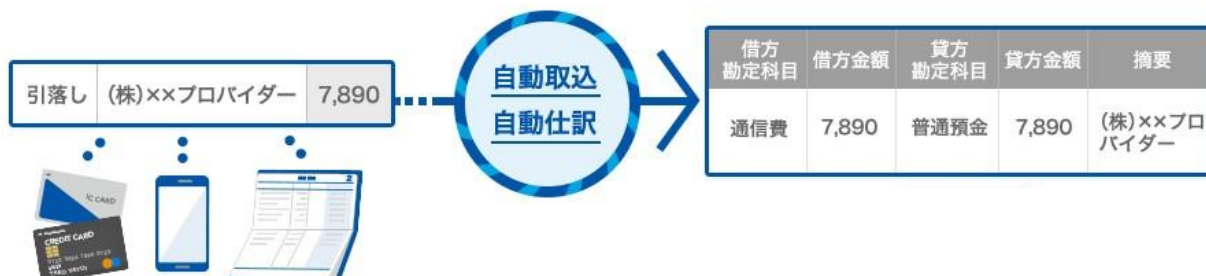 借方
勘定科目
借方金額
貸方
勘定科目
貸方金額
摘要
引落し
(株)××プロバイダー
7,890
自動取込
自動仕訳
通信費
7,890
普通預金
7,890
(株)××プロ
バイダー
IC CARD
CREDIT CARD
2